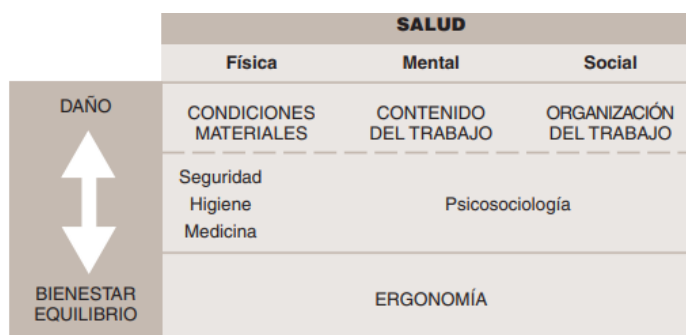 SALUD
Física Mental Social
DAÑO
CONDICIONES
MATERIALES
CONTENIDO
DEL TRABAJO
ORGANIZACIÓN
DEL TRABAJO
Seguridad
Higiene
Medicina
Psicosociología
BIENESTAR
EQUILIBRIO
ERGONOMÍA